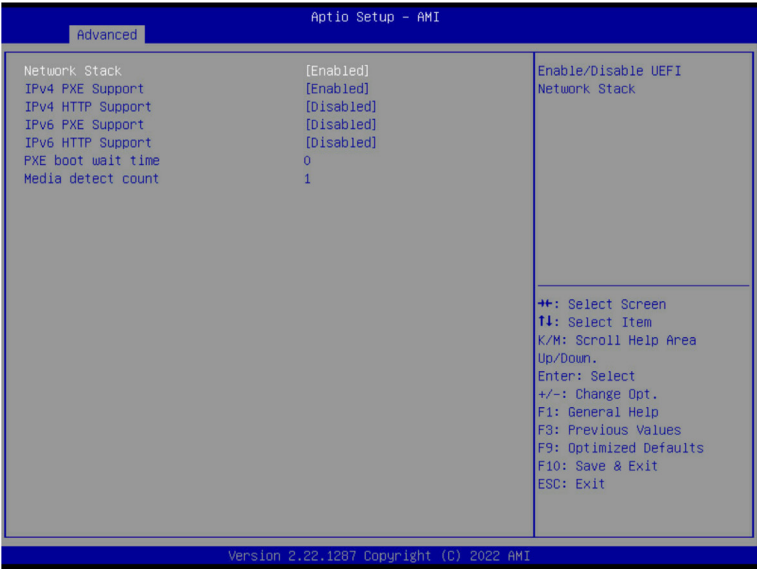 Aptio Setup – AMI
Advanced
Network Stack [Enabled]
IPv4 PXE Support [Enabled]
IPv4 HTTP Support [Disabled]
IPv6 PXE Support [Disabled]
IPv6 HTTP Support [Disabled]
PXE boot wait time 0
Media detect count 1
Enable/Disable UEFI
Network Stack
→←: Select Screen
↑↓: Select Item
K/M: Scroll Help Area
Up/Down.
Enter: Select
+/-: Change Opt.
F1: General Help
F3: Previous Values
F9: Optimized Defaults
F10: Save & Exit
ESC: Exit
Version 2.22.1287 Copyright (C) 2022 AMI